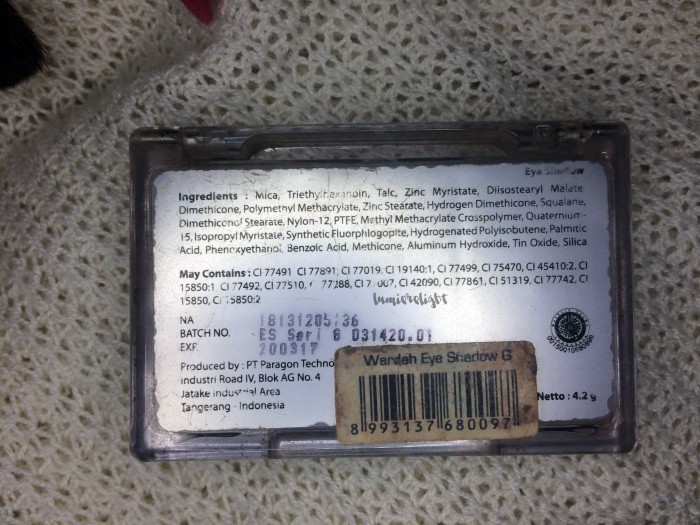 Eye Shadow
Ingredients : Mica, Triethylhexanoin, Talc, Zinc Myristate, Diisostearyl Malate
Dimethicone, Polymethyl Methacrylate, Zinc Stearate, Hydrogen Dimethicone, Squalane,
Dimethiconol Stearate, Nylon-12, PTFE, Methyl Methacrylate Crosspolymer, Quaternium-
15, Isopropyl Myristate, Synthetic Fluorphlogopite, Hydrogenated Polyisobutene, Palmitic
Acid, Phenoxyethanol, Benzoic Acid, Methicone, Aluminum Hydroxide, Tin Oxide, Silica
May Contains : CI 77491 CI 77891, CI 77019, CI 19140:1, CI 77499, CI 75470, CI 45410:2, CI
15850:1 CI 77492, CI 77510, 77288, CI 42090, CI 77861, CI 51319, CI 77742, CI
15850, 15850:2
NA
BATCH NO. ES Seri G 031420.01
EXP. 200317
Produced by : PT Paragon Techno
Industri Road IV, Blok AG No. 4
Jatake Industrial Area
Tangerang - Indonesia
Wardah Eye Shadow G
8 993137 680097
Netto : 4.2 g